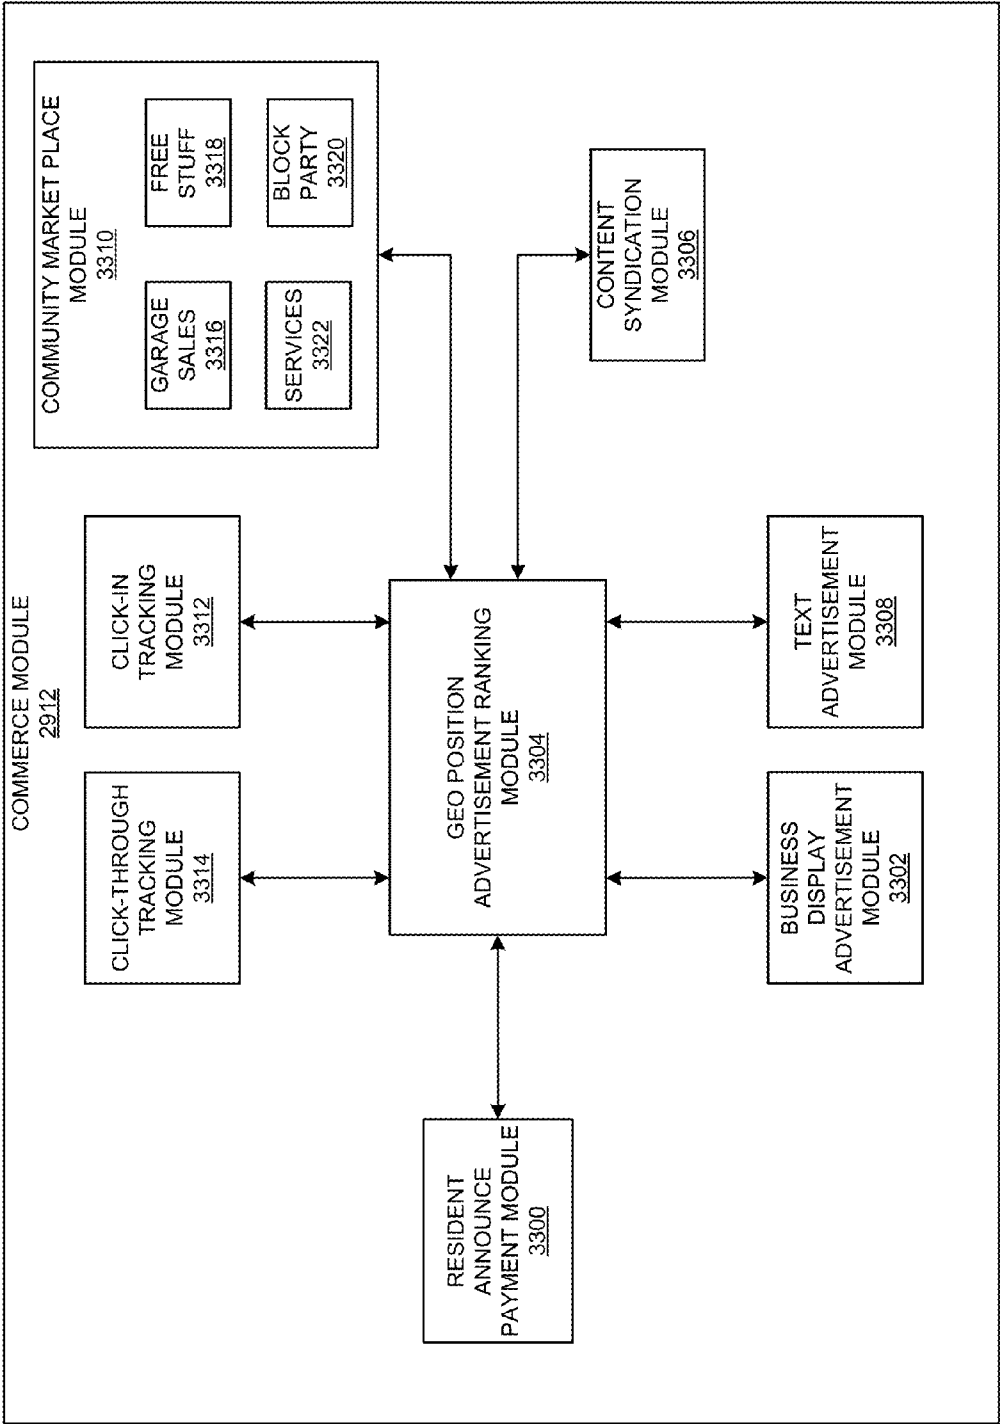 COMMERCE MODULE
2912
CLICK-THROUGH
TRACKING
MODULE
3314
CLICK-IN
TRACKING
MODULE
3312
COMMUNITY MARKET PLACE
MODULE
3310
GARAGE
SALES
3316
FREE
STUFF
3318
SERVICES
3322
BLOCK
PARTY
3320
RESIDENT
ANNOUNCE
PAYMENT MODULE
3300
GEO POSITION
ADVERTISEMENT RANKING
MODULE
3304
CONTENT
SYNDICATION
MODULE
3306
BUSINESS
DISPLAY
ADVERTISEMENT
MODULE
3302
TEXT
ADVERTISEMENT
MODULE
3308